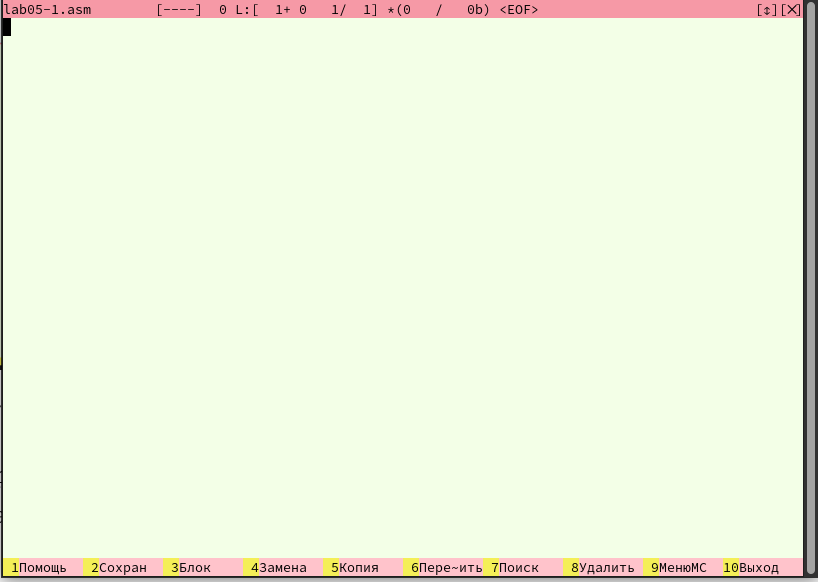 lab05-1.asm        [----]  0 L:[  1+ 0   1/  1] *(0   /   0b) <EOF>                           [↕][X]
1Помощь  2Сохран  3Блок  4Замена  5Копия  6Пере~ить 7Поиск  8Удалить  9МенюMC  10Выход